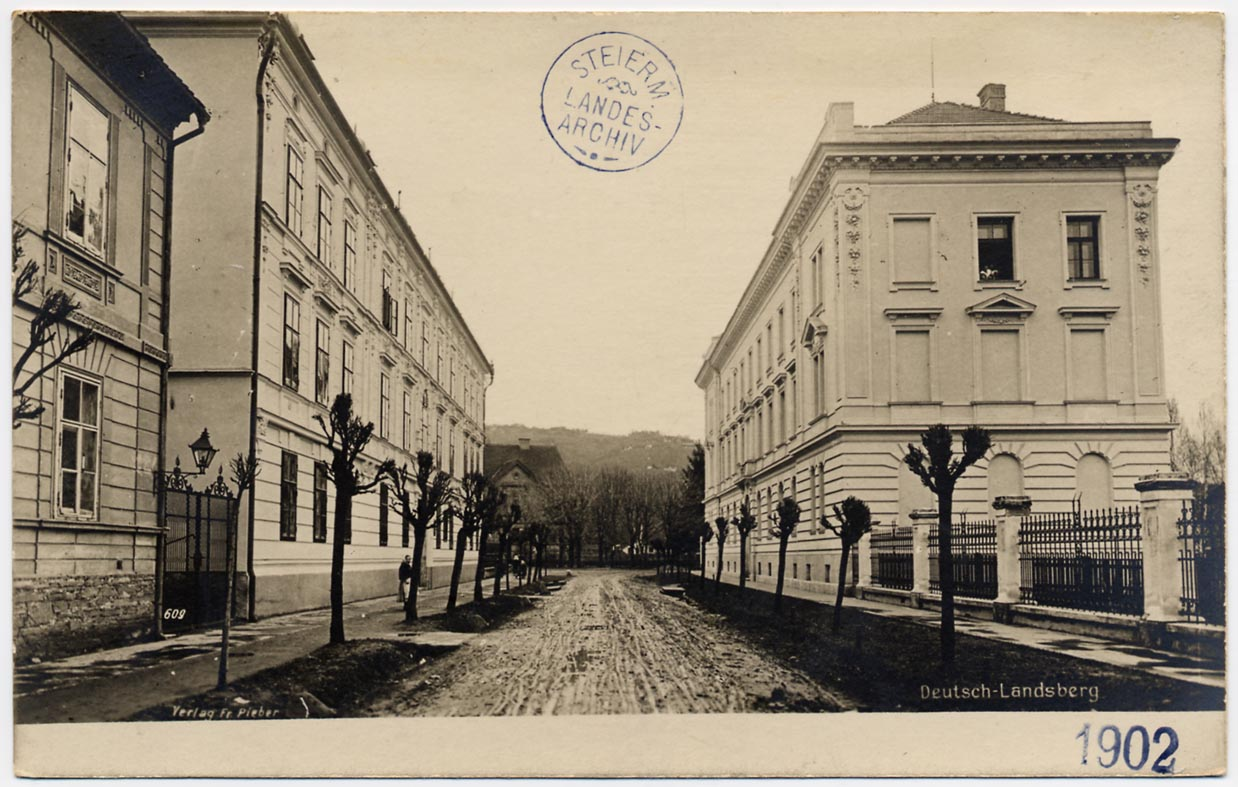 STEIERM
LANDES-
ARCHIV
609
Verlag Fr. Pieber
Deutsch-Landsberg
1902